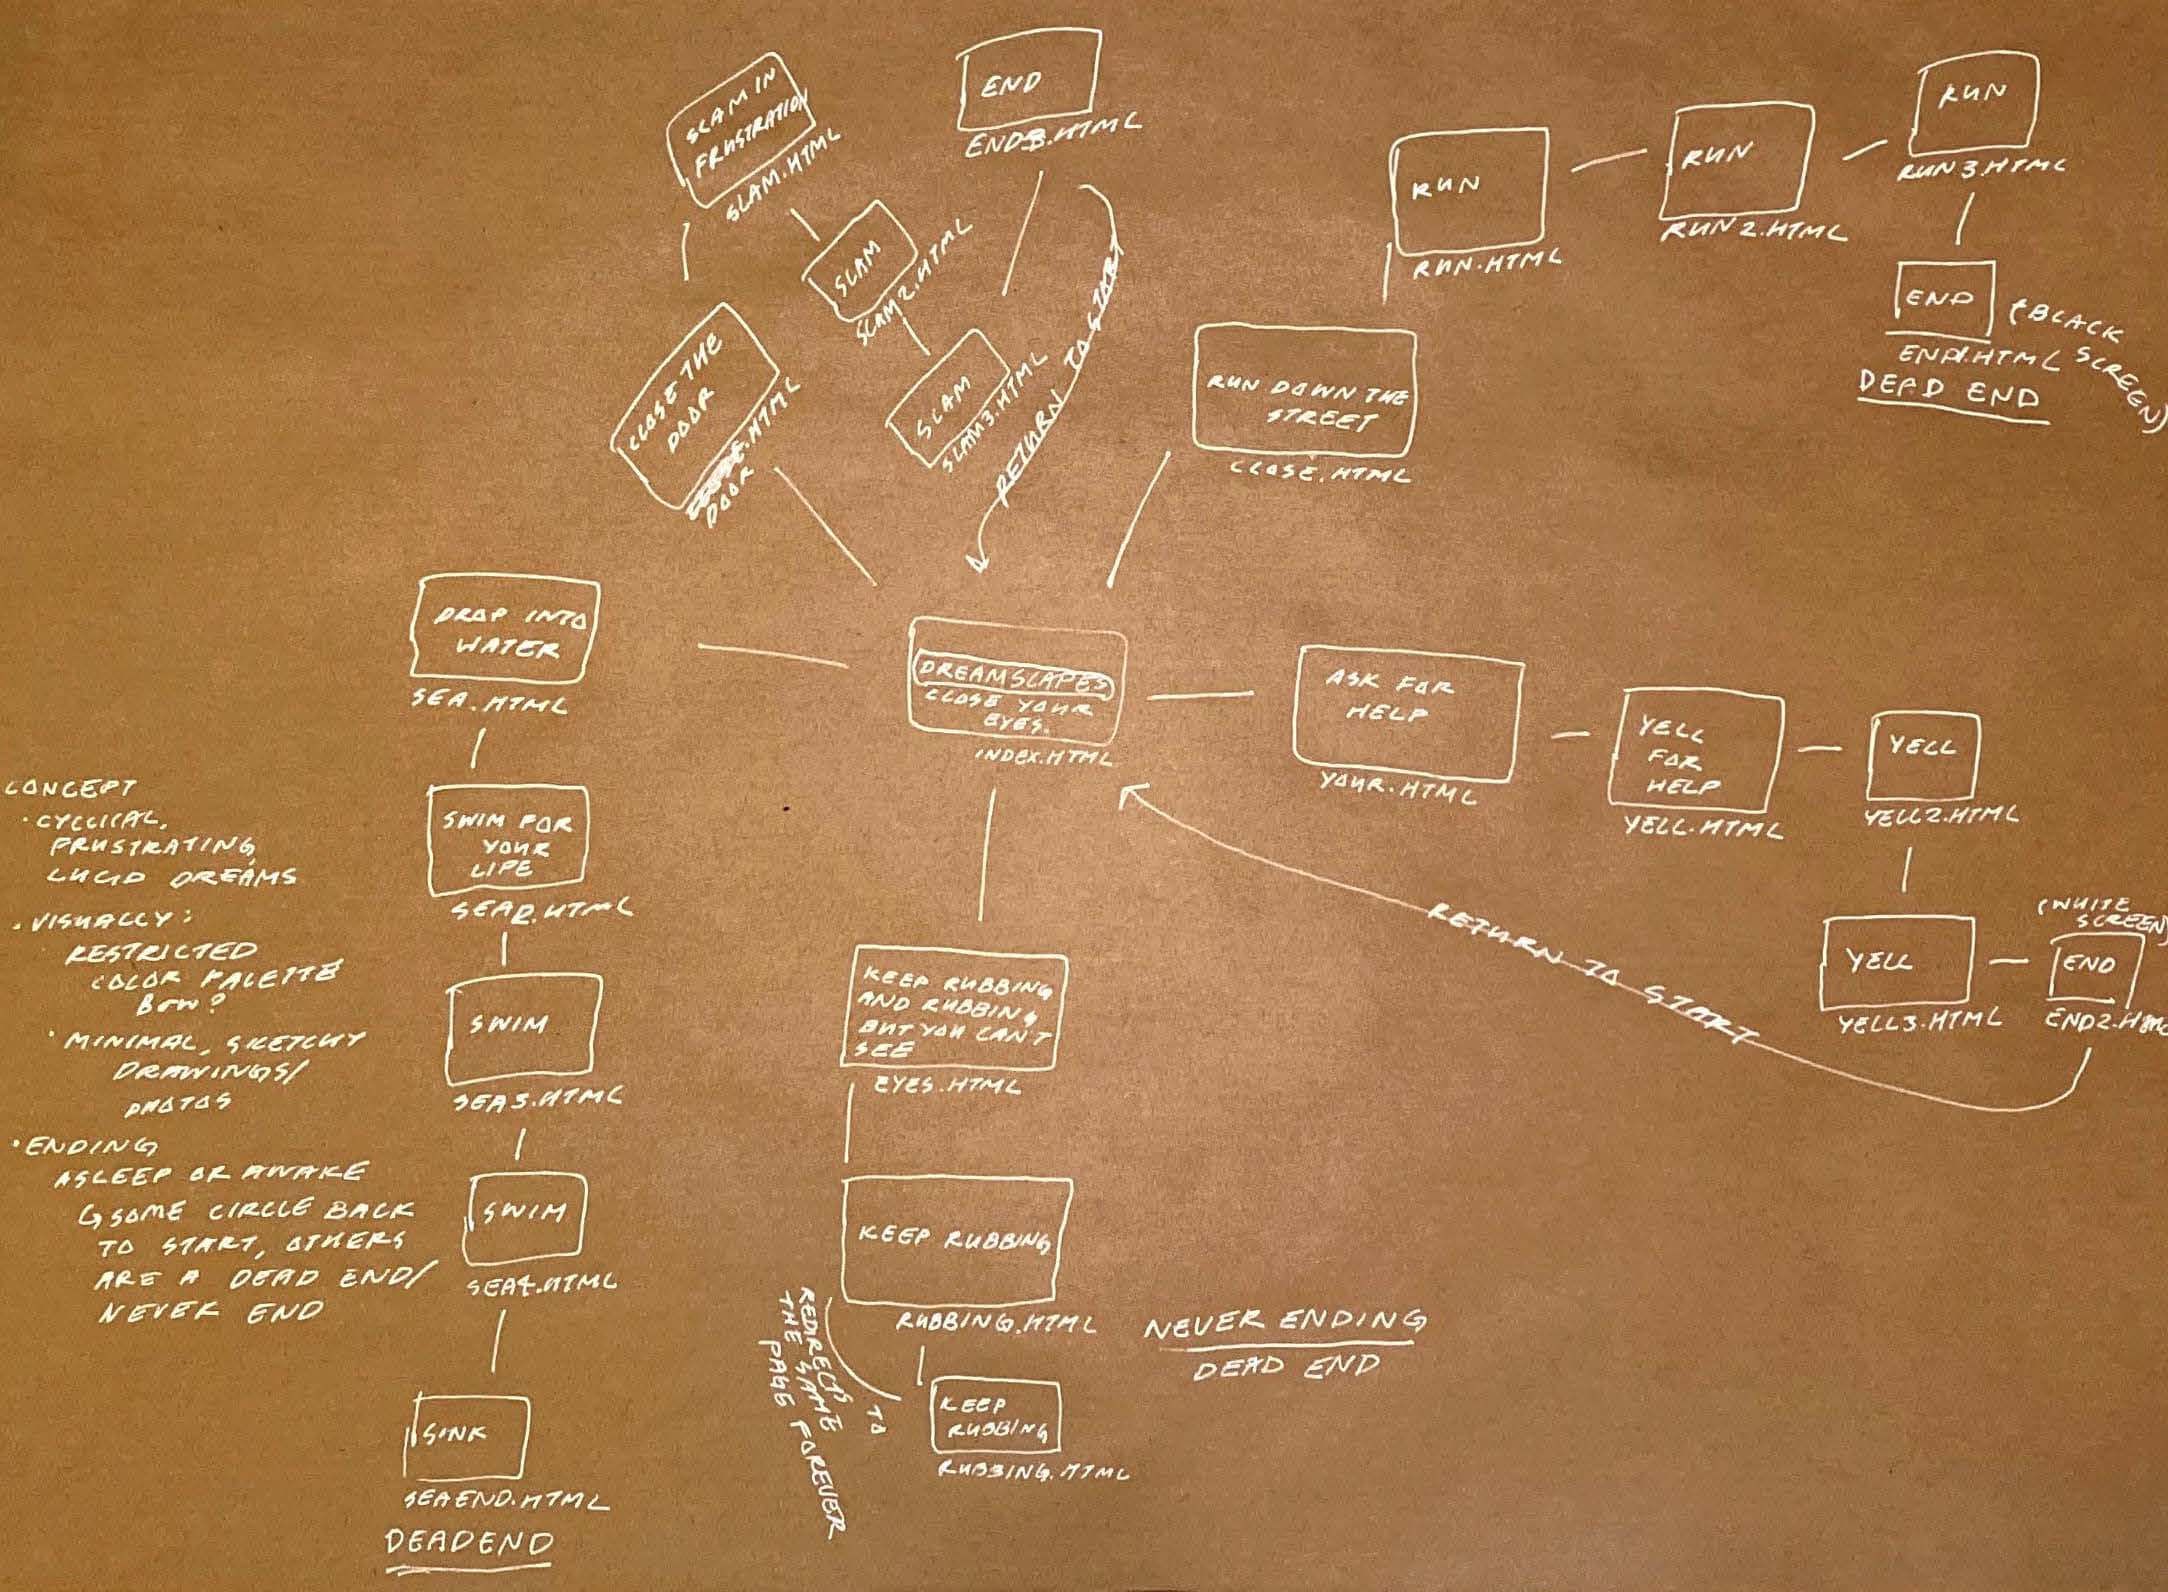 SLAM IN
FRUSTRATION
SLAM.HTML
END
END3.HTML
RUN
RUN.HTML
RUN
RUN2.HTML
RUN
RUN3.HTML
END
(BLACK
SCREEN)
END1.HTML
DEAD END
SLAM
SLAM2.HTML
SLAM
SLAM3.HTML
RETURN TO START
CLOSE THE
DOOR
.HTML
DOOR
RUN DOWN THE
STREET
CLOSE.HTML
DROP INTO
WATER
SEA.HTML
DREAMSCAPES
CLOSE YOUR
EYES.
INDEX.HTML
ASK FOR
HELP
YOUR.HTML
YELL
FOR
HELP
YELL.HTML
YELL
YELL2.HTML
YELL
YELL3.HTML
(WHITE
SCREEN)
END
END2.HTML
RETURN TO START
CONCEPT
· CYCLICAL,
FRUSTRATING,
LUCID DREAMS
· VISUALLY:
RESTRICTED
COLOR PALETTE
B&W?
· MINIMAL, SKETCHY
DRAWINGS/
PHOTOS
· ENDING
ASLEEP OR AWAKE
↳ SOME CIRCLE BACK
TO START, OTHERS
ARE A DEAD END/
NEVER END
SWIM FOR
YOUR
LIFE
SEA2.HTML
SWIM
SEA3.HTML
SWIM
SEA4.HTML
SINK
SEAEND.HTML
DEADEND
KEEP RUBBING
AND RUBBING
BUT YOU CAN'T
SEE
EYES.HTML
KEEP RUBBING
RUBBING.HTML
REDIRECTS TO
THE SAME
PAGE FOREVER
KEEP
RUBBING
RUBBING.HTML
NEVER ENDING
DEAD END